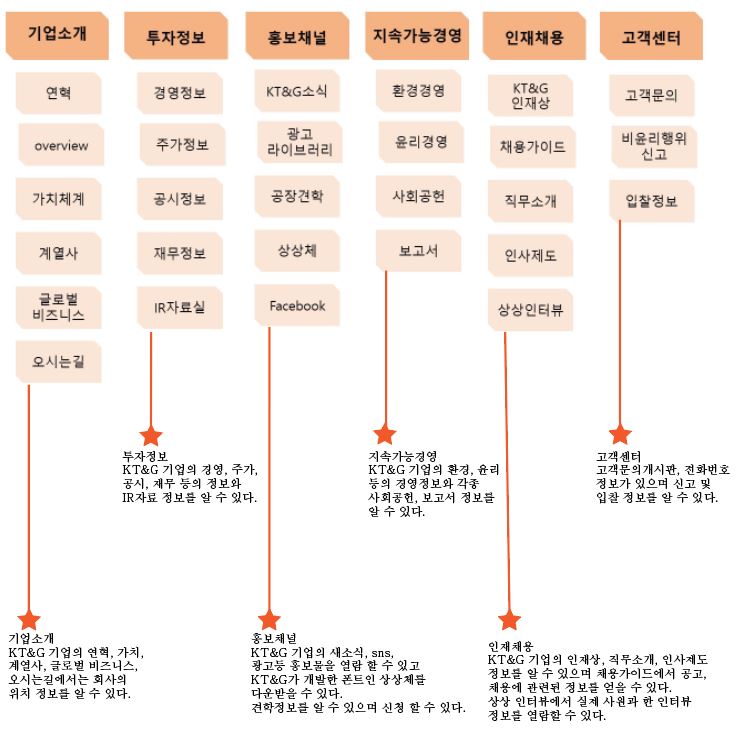 기업소개
연혁
overview
가치체계
계열사
글로벌
비즈니스
오시는길
투자정보
경영정보
주가정보
공시정보
재무정보
IR자료실
홍보채널
KT&G소식
광고
라이브러리
공장견학
상상체
Facebook
지속가능경영
환경경영
윤리경영
사회공헌
보고서
인재채용
KT&G
인재상
채용가이드
직무소개
인사제도
상상인터뷰
고객센터
고객문의
비윤리행위
신고
입찰정보
투자정보
KT&G 기업의 경영, 주가,
공시, 재무 등의 정보와
IR자료 정보를 알 수 있다.
지속가능경영
KT&G 기업의 환경, 윤리
등의 경영정보와 각종
사회공헌, 보고서 정보를
알 수 있다.
고객센터
고객문의개시판, 전화번호
정보가 있으며 신고 및
입찰 정보를 알 수 있다.
기업소개
KT&G 기업의 연혁, 가치,
계열사, 글로벌 비즈니스,
오시는길에서는 회사의
위치 정보를 알 수 있다.
홍보채널
KT&G 기업의 새소식, sns,
광고등 홍보물을 열람 할 수 있고
KT&G가 개발한 폰트인 상상체를
다운받을 수 있다.
견학정보를 알 수 있으며 신청 할 수 있다.
인재채용
KT&G 기업의 인재상, 직무소개, 인사제도
정보를 알 수 있으며 채용가이드에서 공고,
채용에 관련된 정보를 얻을 수 있다.
상상 인터뷰에서 실제 사원과 한 인터뷰
정보를 열람할 수 있다.